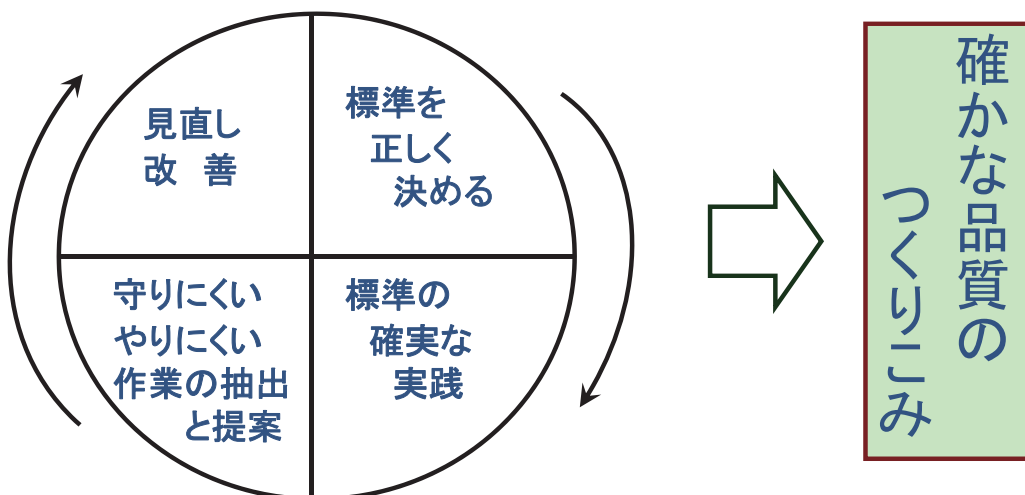 見直し
改 善
標準を
正しく
決める
守りにくい
やりにくい
作業の抽出
と提案
標準の
確実な
実践
確かな品質の
つくりこみ